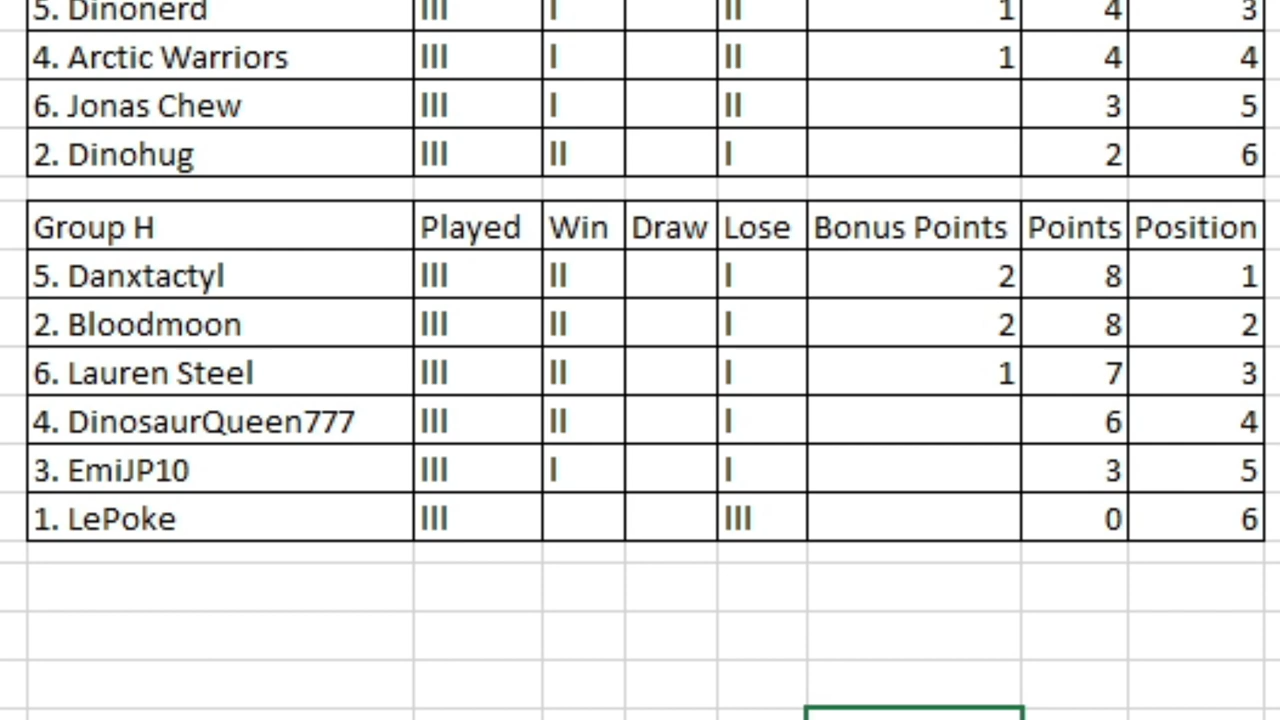 5. Dinonerd III I II 1 4 3
4. Arctic Warriors III I II 1 4 4
6. Jonas Chew III I II 3 5
2. Dinohug III II I 2 6
Group H Played Win Draw Lose Bonus Points Points Position
5. Danxtactyl III II I 2 8 1
2. Bloodmoon III II I 2 8 2
6. Lauren Steel III II I 1 7 3
4. DinosaurQueen777 III II I 6 4
3. EmiJP10 III I I 3 5
1. LePoke III III 0 6